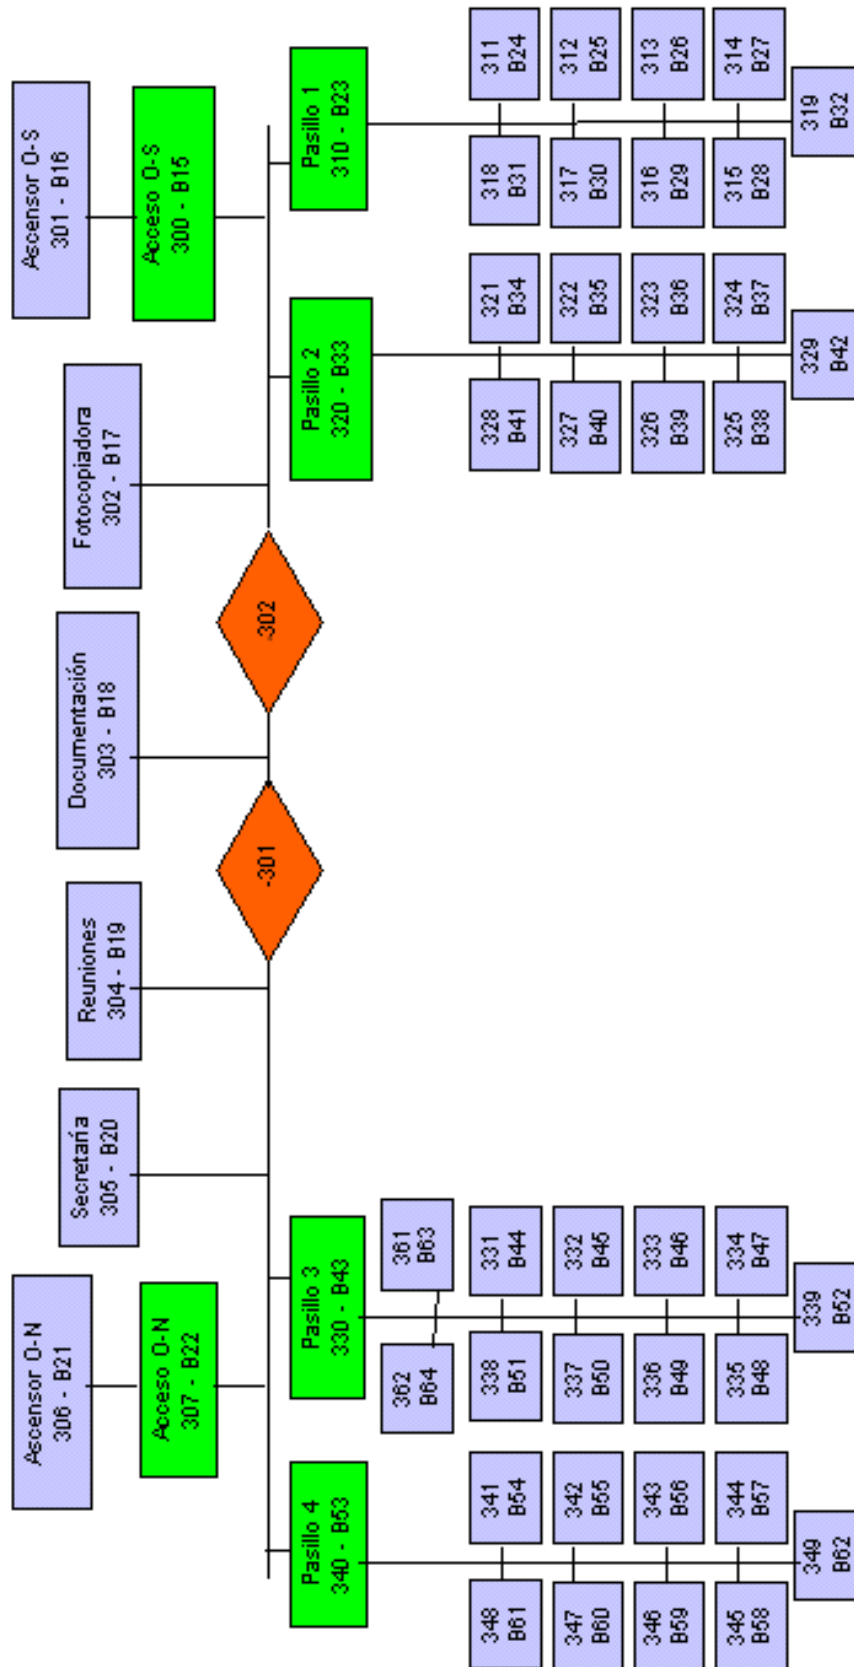 Ascensor O-N
306 - B21
Secretaría
305 - B20
Reuniones
304 - B19
Documentación
303 - B18
Fotocopiadora
302 - B17
Ascensor O-S
301 - B16
Acceso O-N
307 - B22
Acceso O-S
300 - B15
-301
-302
Pasillo 4
340 - B53
Pasillo 3
330 - B43
Pasillo 2
320 - B33
Pasillo 1
310 - B23
362
B64
361
B63
348
B61
341
B54
338
B51
331
B44
328
B41
321
B34
318
B31
311
B24
347
B60
342
B55
337
B50
332
B45
327
B40
322
B35
317
B30
312
B25
346
B59
343
B56
336
B49
333
B46
326
B39
323
B36
316
B29
313
B26
345
B58
344
B57
335
B48
334
B47
325
B38
324
B37
315
B28
314
B27
349
B62
339
B52
329
B42
319
B32